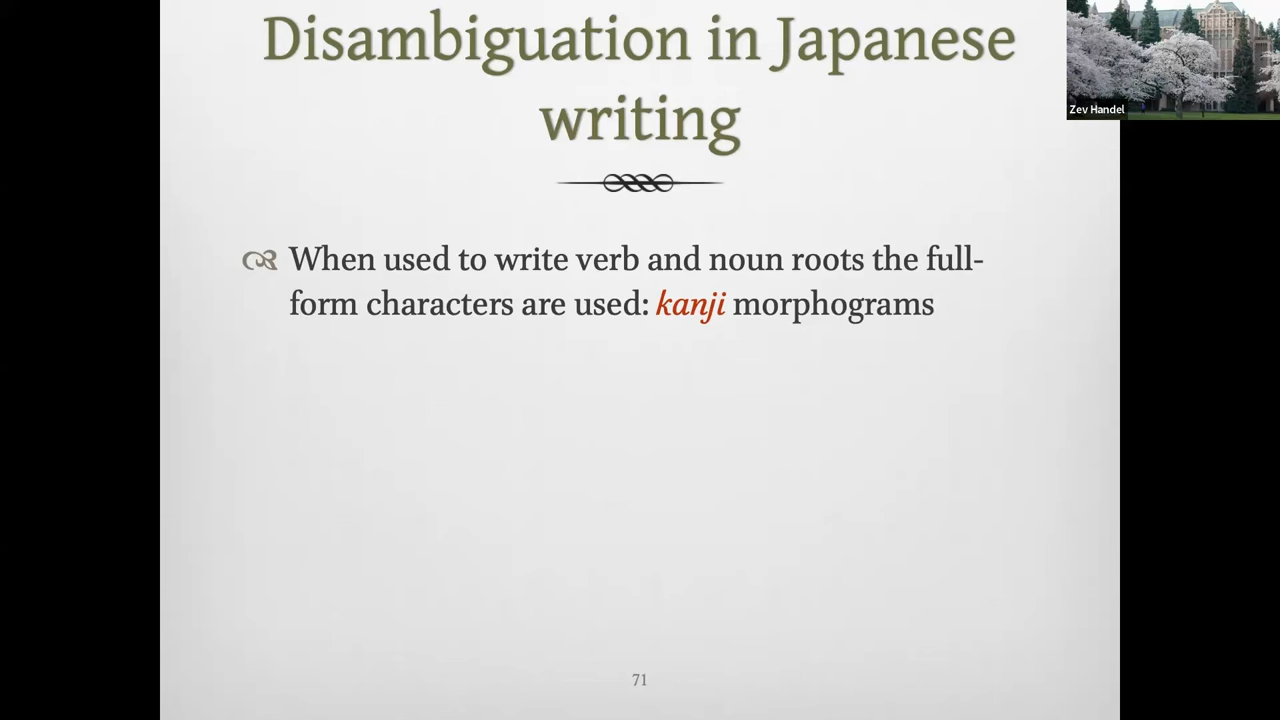 Disambiguation in Japanese
writing
Zev Handel
When used to write verb and noun roots the full-
form characters are used: kanji morphograms
71